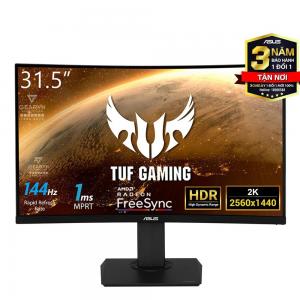 ASUS
3 NĂM
BẢO HÀNH
1 ĐỔI 1
TẬN NƠI
31.5”
TUF GAMING
144Hz
Rapid Refresh
Rate
1ms
MPRT
AMD
RADEON
FreeSync
HDR
High Dynamic Range
2K
2560x1440
ASUS